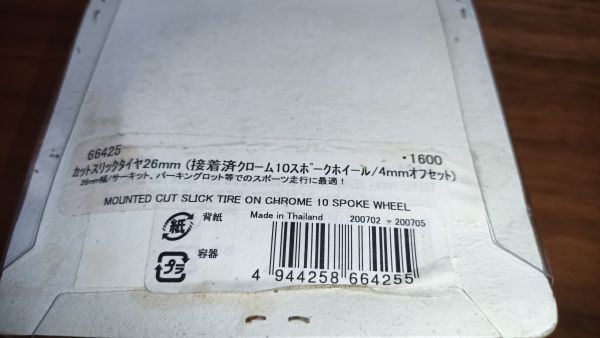 66425
カットスリックタイヤ26mm (接着済クローム10スポークホイール/4mmオフセット)
・1600
26mm幅/サーキット、パーキングロット等でのスポーツ走行に最適！
MOUNTED CUT SLICK TIRE ON CHROME 10 SPOKE WHEEL
紙 背紙
Made in Thailand
200702 ー 200705
プラ 容器
4 944258 664255